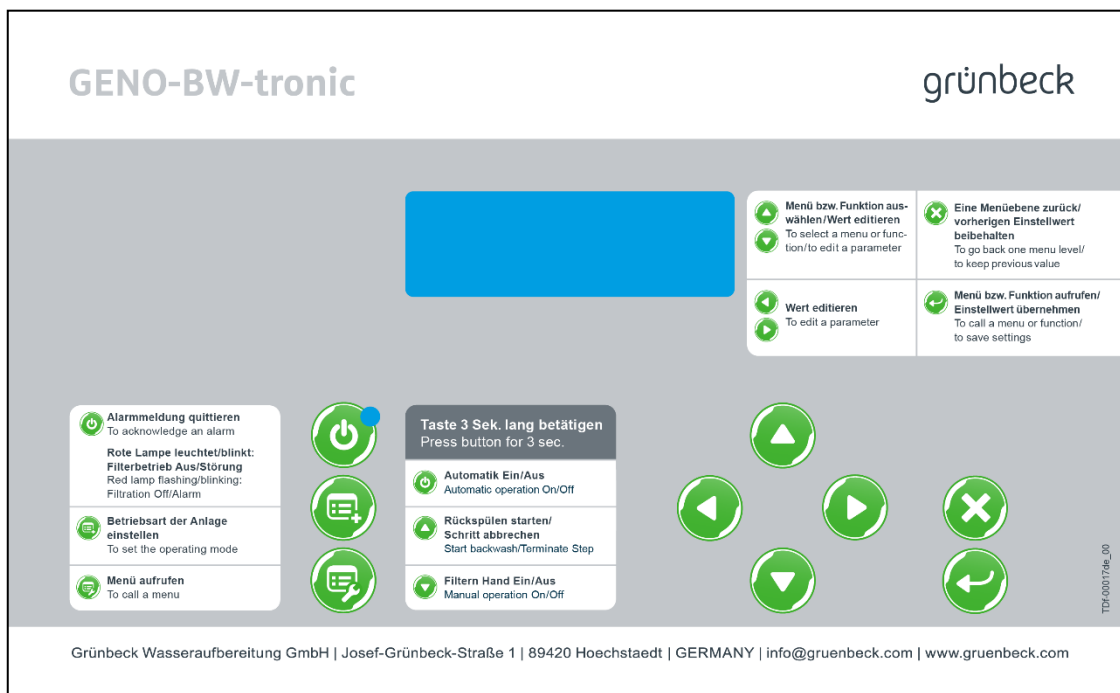 GENO-BW-tronic
grünbeck
Menü bzw. Funktion aus-
wählen/Wert editieren
To select a menu or func-
tion/to edit a parameter
Eine Menüebene zurück/
vorherigen Einstellwert
beibehalten
To go back one menu level/
to keep previous value
Wert editieren
To edit a parameter
Menü bzw. Funktion aufrufen/
Einstellwert übernehmen
To call a menu or function/
to save settings
Alarmmeldung quittieren
To acknowledge an alarm
Rote Lampe leuchtet/blinkt:
Filterbetrieb Aus/Störung
Red lamp flashing/blinking:
Filtration Off/Alarm
Betriebsart der Anlage
einstellen
To set the operating mode
Menü aufrufen
To call a menu
Taste 3 Sek. lang betätigen
Press button for 3 sec.
Automatik Ein/Aus
Automatic operation On/Off
Rückspülen starten/
Schritt abbrechen
Start backwash/Terminate Step
Filtern Hand Ein/Aus
Manual operation On/Off
TDf-00017de_00
Grünbeck Wasseraufbereitung GmbH | Josef-Grünbeck-Straße 1 | 89420 Hoechstaedt | GERMANY | info@gruenbeck.com | www.gruenbeck.com